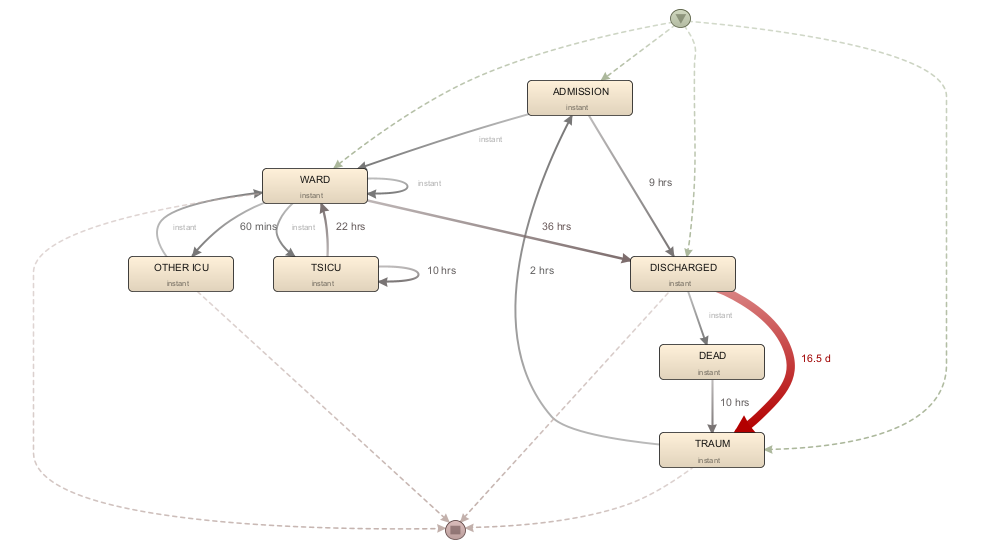 ADMISSION
instant
instant
WARD
instant
instant
9 hrs
instant
60 mins
instant
22 hrs
36 hrs
OTHER ICU
instant
TSICU
instant
10 hrs
2 hrs
DISCHARGED
instant
instant
DEAD
instant
16.5 d
10 hrs
TRAUM
instant